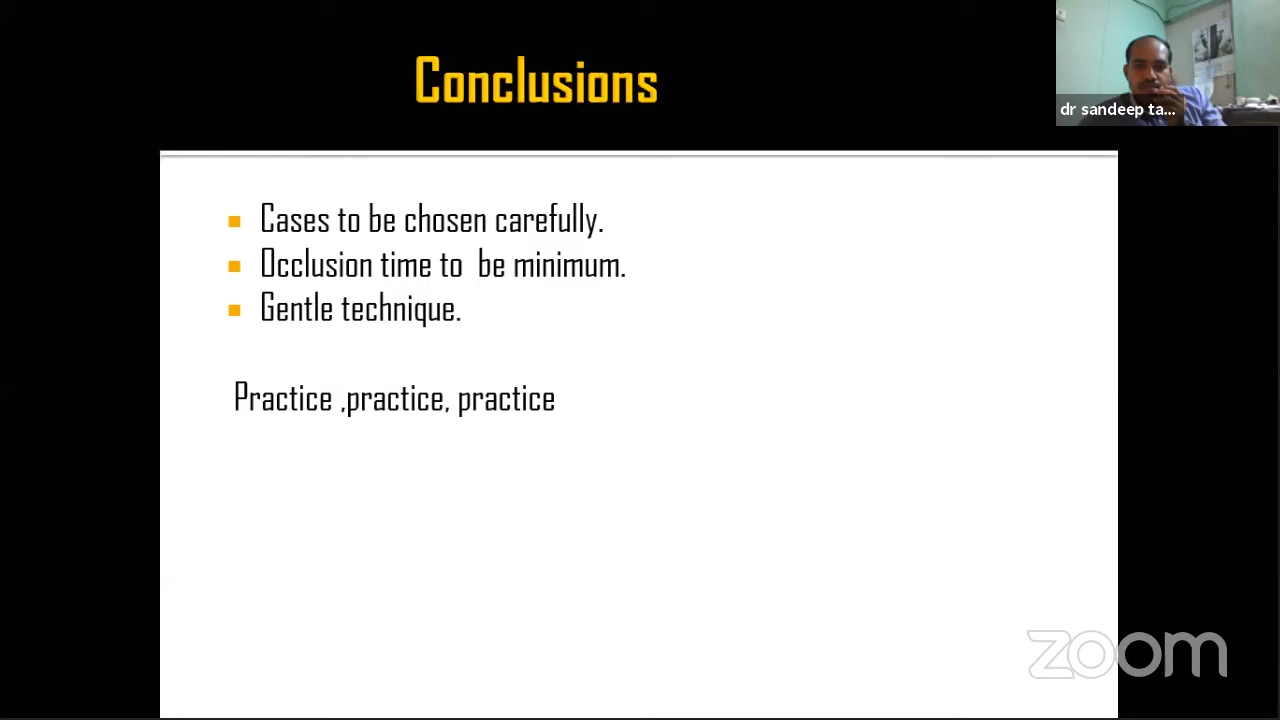 Conclusions
dr sandeep ta...
Cases to be chosen carefully.
Occlusion time to  be minimum.
Gentle technique.
Practice ,practice, practice
zoom